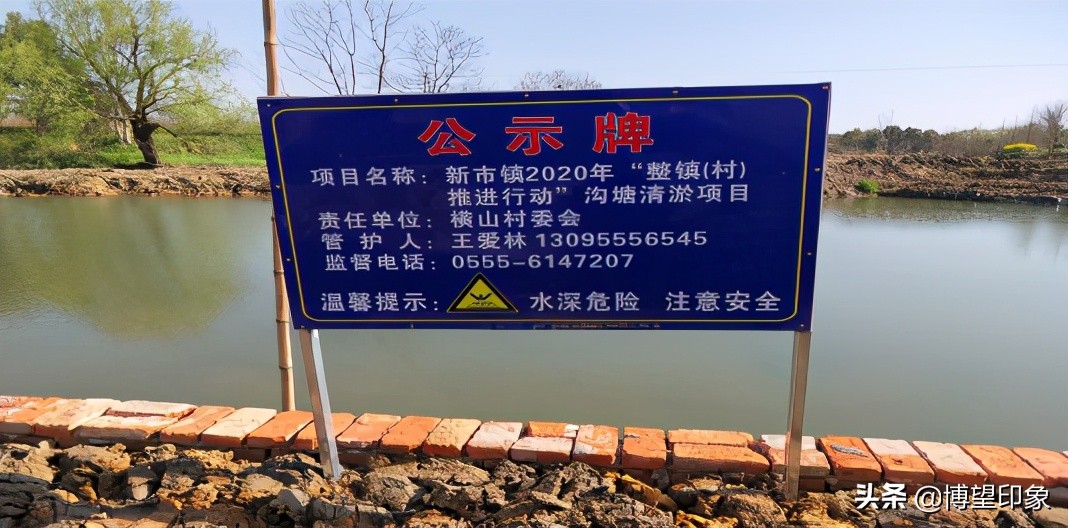 公示牌
项目名称：新市镇2020年“整镇(村)
推进行动”沟塘清淤项目
责任单位：横山村委会
管护人：王爱林 13095556545
监督电话：0555-6147207
温馨提示：水深危险 注意安全
头条 @博望印象